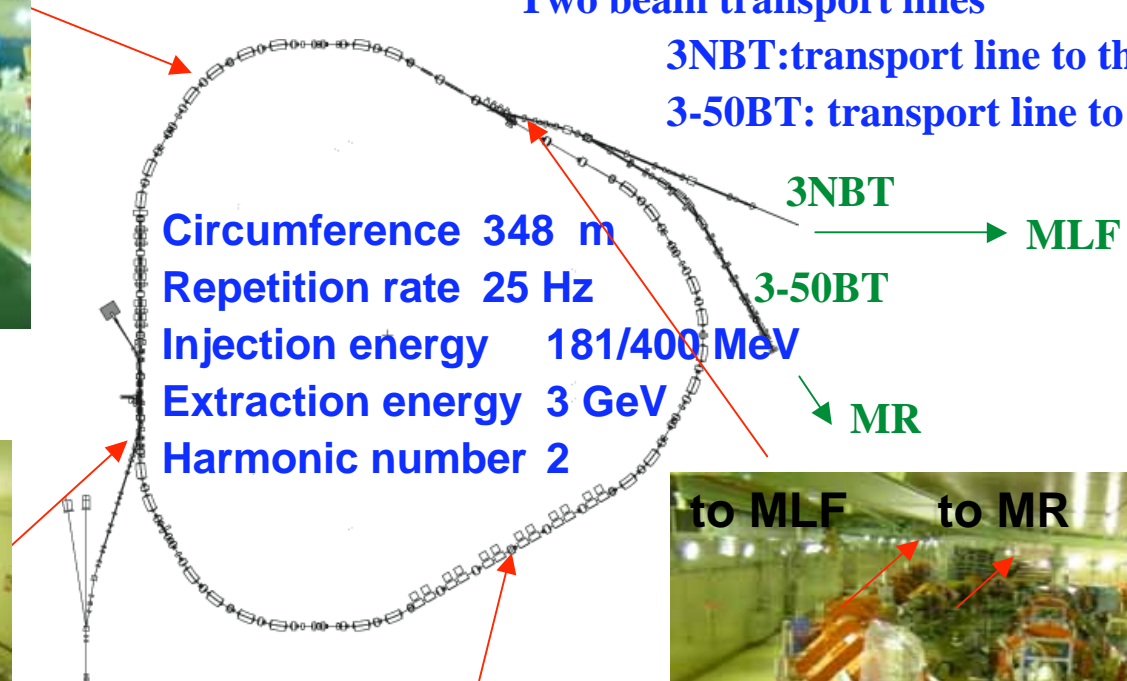 Two beam transport lines
3NBT:transport line to th
3-50BT: transport line to
3NBT
MLF
Circumference 348 m
Repetition rate 25 Hz
3-50BT
Injection energy 181/400 MeV
Extraction energy 3 GeV
MR
Harmonic number 2
to MLF to MR